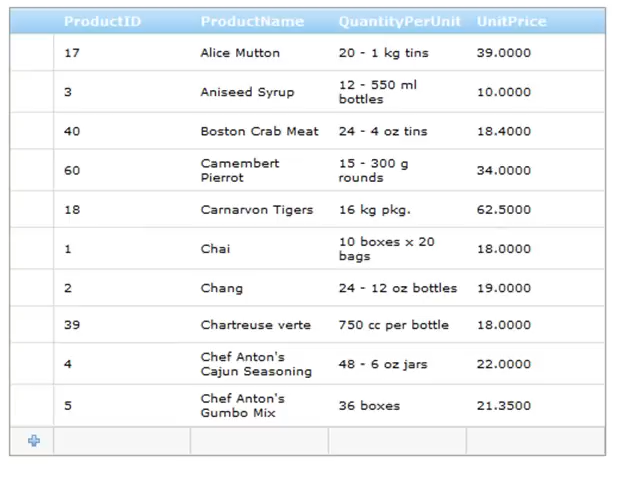 ProductID ProductName QuantityPerUnit UnitPrice
17 Alice Mutton 20 - 1 kg tins 39.0000
3 Aniseed Syrup 12 - 550 ml bottles 10.0000
40 Boston Crab Meat 24 - 4 oz tins 18.4000
60 Camembert Pierrot 15 - 300 g rounds 34.0000
18 Carnarvon Tigers 16 kg pkg. 62.5000
1 Chai 10 boxes x 20 bags 18.0000
2 Chang 24 - 12 oz bottles 19.0000
39 Chartreuse verte 750 cc per bottle 18.0000
4 Chef Anton's Cajun Seasoning 48 - 6 oz jars 22.0000
5 Chef Anton's Gumbo Mix 36 boxes 21.3500